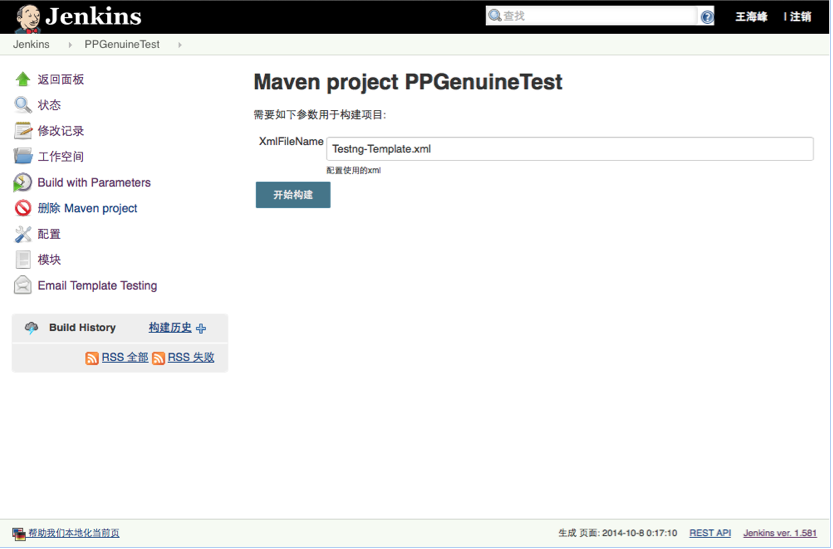 Jenkins 查找 王海峰 | 注销
Jenkins PPGenuineTest
返回面板
状态
修改记录
工作空间
Build with Parameters
删除 Maven project
配置
模块
Email Template Testing
Build History 构建历史
RSS 全部 RSS 失败
Maven project PPGenuineTest
需要如下参数用于构建项目:
XmlFileName Testng-Template.xml
配置使用的xml
开始构建
帮助我们本地化当前页 生成 页面: 2014-10-8 0:17:10 REST API Jenkins ver. 1.581